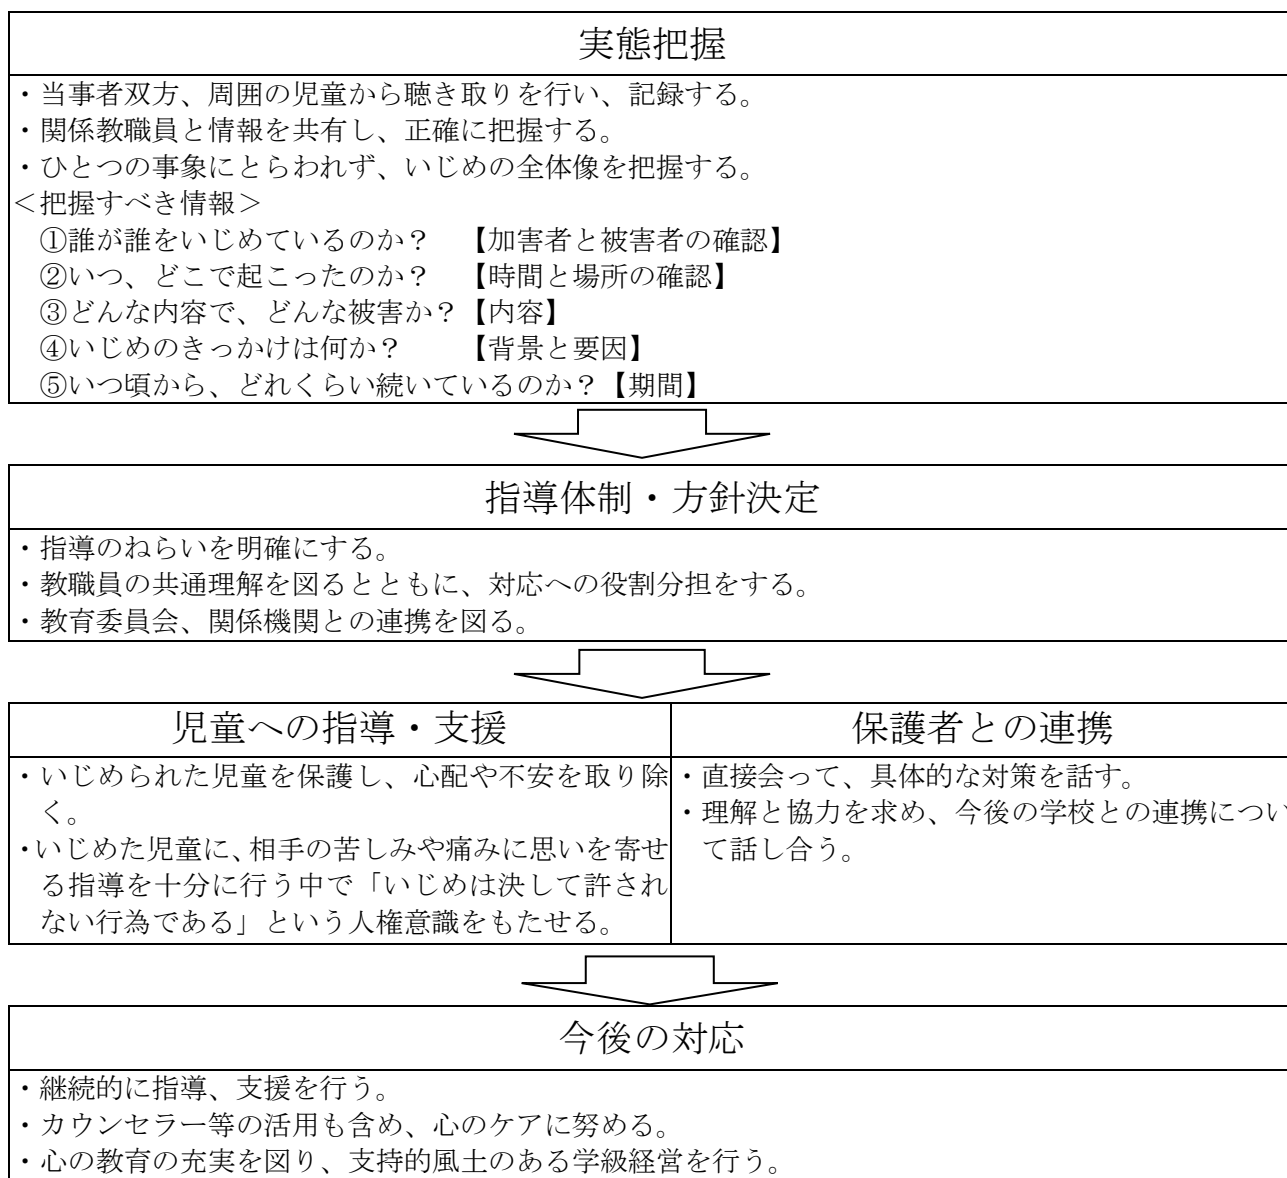 実態把握
・当事者双方、周囲の児童から聴き取りを行い、記録する。
・関係教職員と情報を共有し、正確に把握する。
・ひとつの事象にとらわれず、いじめの全体像を把握する。
＜把握すべき情報＞
①誰が誰をいじめているのか？　【加害者と被害者の確認】
②いつ、どこで起こったのか？　【時間と場所の確認】
③どんな内容で、どんな被害か？【内容】
④いじめのきっかけは何か？　　【背景と要因】
⑤いつ頃から、どれくらい続いているのか？【期間】
指導体制・方針決定
・指導のねらいを明確にする。
・教職員の共通理解を図るとともに、対応への役割分担をする。
・教育委員会、関係機関との連携を図る。
児童への指導・支援
・いじめられた児童を保護し、心配や不安を取り除
く。
・いじめた児童に、相手の苦しみや痛みに思いを寄せ
る指導を十分に行う中で「いじめは決して許され
ない行為である」という人権意識をもたせる。
保護者との連携
・直接会って、具体的な対策を話す。
・理解と協力を求め、今後の学校との連携につい
て話し合う。
今後の対応
・継続的に指導、支援を行う。
・カウンセラー等の活用も含め、心のケアに努める。
・心の教育の充実を図り、支持的風土のある学級経営を行う。